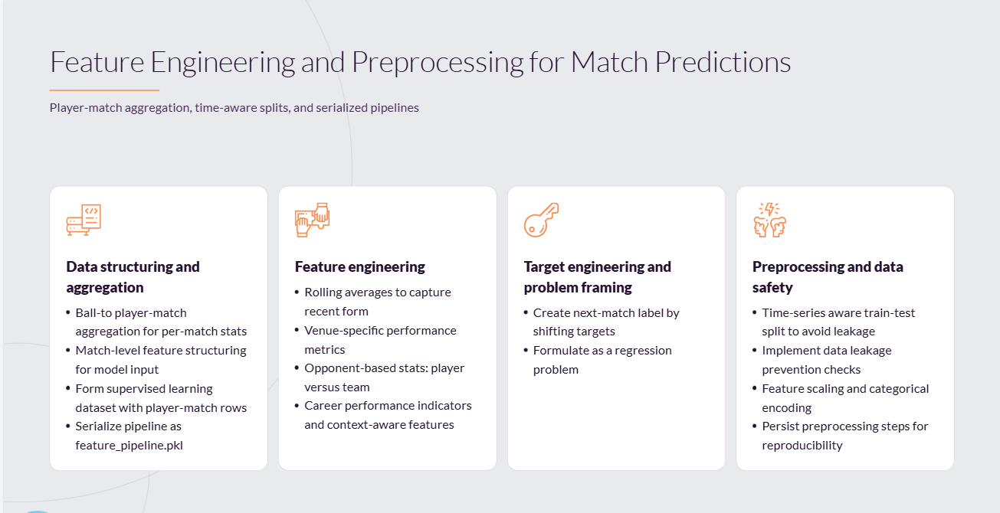 Feature Engineering and Preprocessing for Match Predictions
Player-match aggregation, time-aware splits, and serialized pipelines
Data structuring and
aggregation
• Ball-to player-match
aggregation for per-match stats
• Match-level feature structuring
for model input
• Form supervised learning
dataset with player-match rows
• Serialize pipeline as
feature_pipeline.pkl
Feature engineering
• Rolling averages to capture
recent form
• Venue-specific performance
metrics
• Opponent-based stats: player
versus team
• Career performance indicators
and context-aware features
Target engineering and
problem framing
• Create next-match label by
shifting targets
• Formulate as a regression
problem
Preprocessing and data
safety
• Time-series aware train-test
split to avoid leakage
• Implement data leakage
prevention checks
• Feature scaling and categorical
encoding
• Persist preprocessing steps for
reproducibility